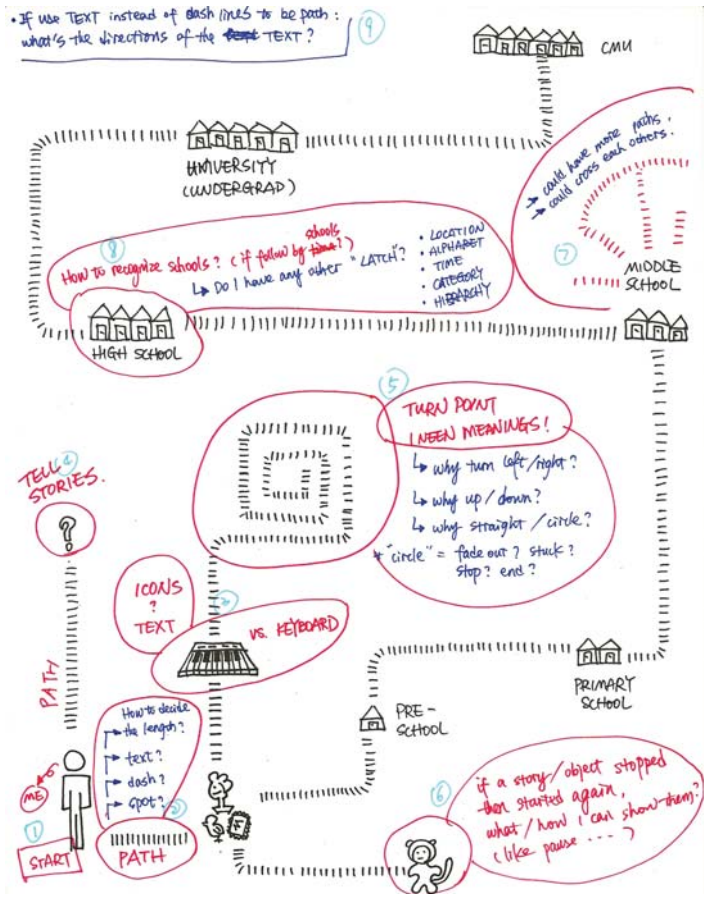 • If use TEXT instead of dash lines to be path :
what's the directions of the TEXT ?
9
CMU
UNIVERSITY
(UNDERGRAD)
→ could have more paths,
→ could cross each others.
7
MIDDLE
SCHOOL
8
schools
How to recognize schools? (if follow by time?)
↳ Do I have any other "LATCH"?
• LOCATION
• ALPHABET
• TIME
• CATEGORY
• HIERARCHY
HIGH SCHOOL
5
TURN POINT
NEEN MEANINGS!
↳ why turn left/right?
↳ why up/down?
↳ why straight/circle?
* "circle" = fade out? stuck?
stop? end?
4
TELL
STORIES.
?
PATH
ICONS
?
TEXT
VS. KEYBOARD
How to decide
the length?
→ text?
→ dash?
→ spot?
PATH
ME
1
START
PRE-
SCHOOL
PRIMARY
SCHOOL
6
if a story/object stopped
then started again,
what/how I can show them?
(like pause ....)